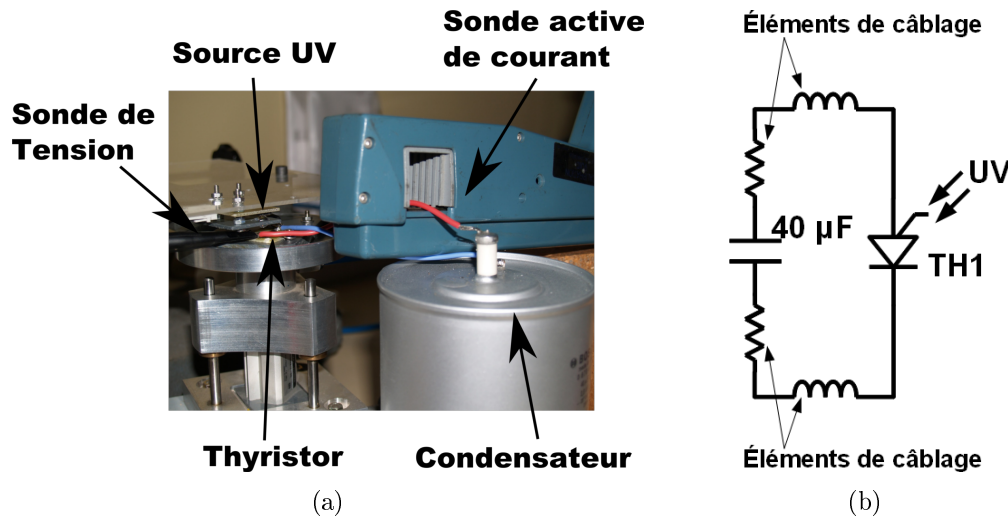 Sonde active
de courant
Source UV
Sonde de
Tension
Thyristor
Condensateur
(a)
Éléments de câblage
UV
40 µF
TH1
Éléments de câblage
(b)